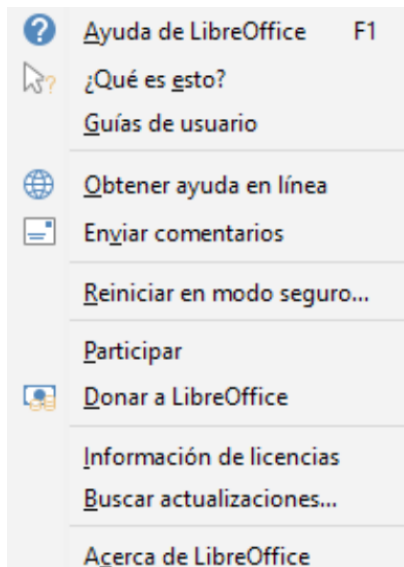 Ayuda de LibreOffice F1
¿Qué es esto?
Guías de usuario
Obtener ayuda en línea
Enviar comentarios
Reiniciar en modo seguro...
Participar
Donar a LibreOffice
Información de licencias
Buscar actualizaciones...
Acerca de LibreOffice